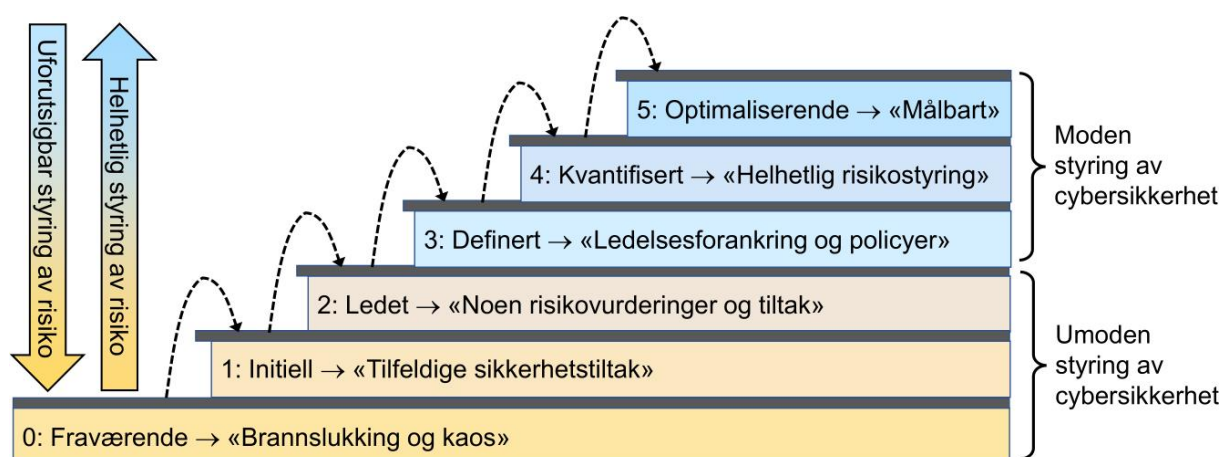 Uforutsigbar styring av risiko
Helhetlig styring av risiko
5: Optimaliserende → «Målbart»
4: Kvantifisert → «Helhetlig risikostyring»
3: Definert → «Ledelsesforankring og policyer»
2: Ledet → «Noen risikovurderinger og tiltak»
1: Initiell → «Tilfeldige sikkerhetstiltak»
0: Fraværende → «Brannslukking og kaos»
Moden
styring av
cybersikkerhet
Umoden
styring av
cybersikkerhet